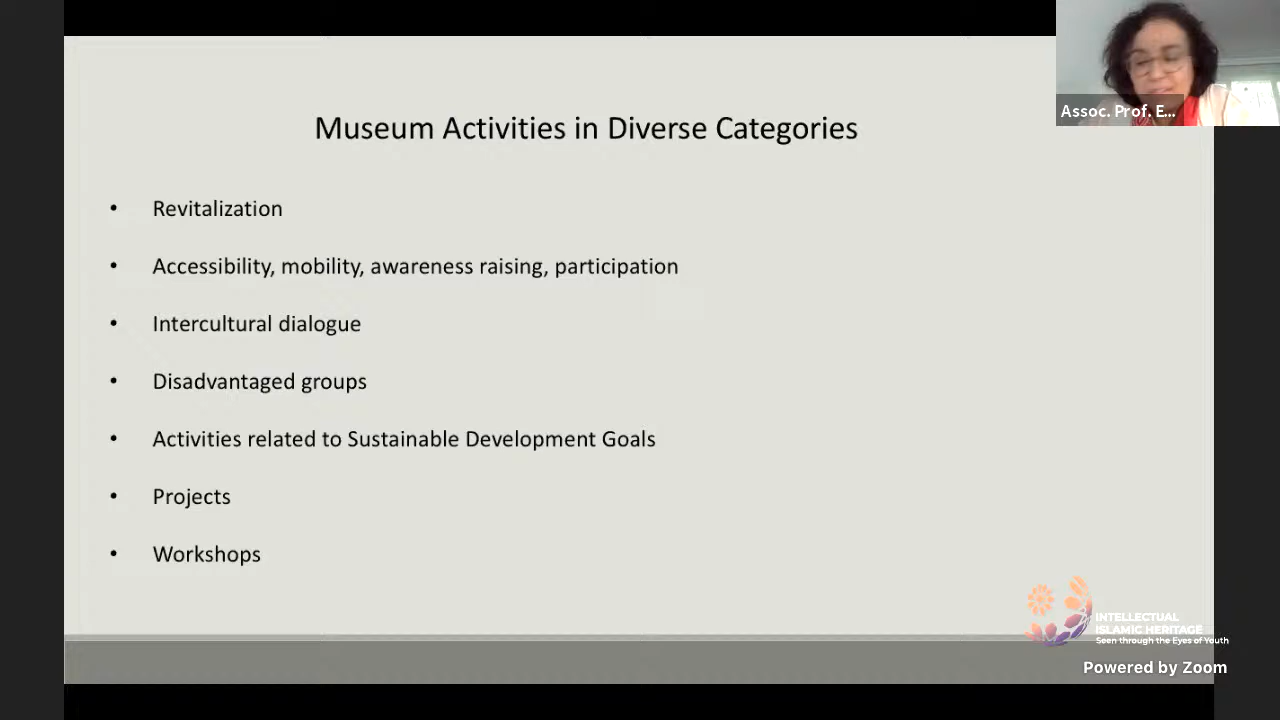 Assoc. Prof. E...
Museum Activities in Diverse Categories
• Revitalization
• Accessibility, mobility, awareness raising, participation
• Intercultural dialogue
• Disadvantaged groups
• Activities related to Sustainable Development Goals
• Projects
• Workshops
INTELLECTUAL
ISLAMIC HERITAGE
Seen through the Eyes of Youth
Powered by Zoom